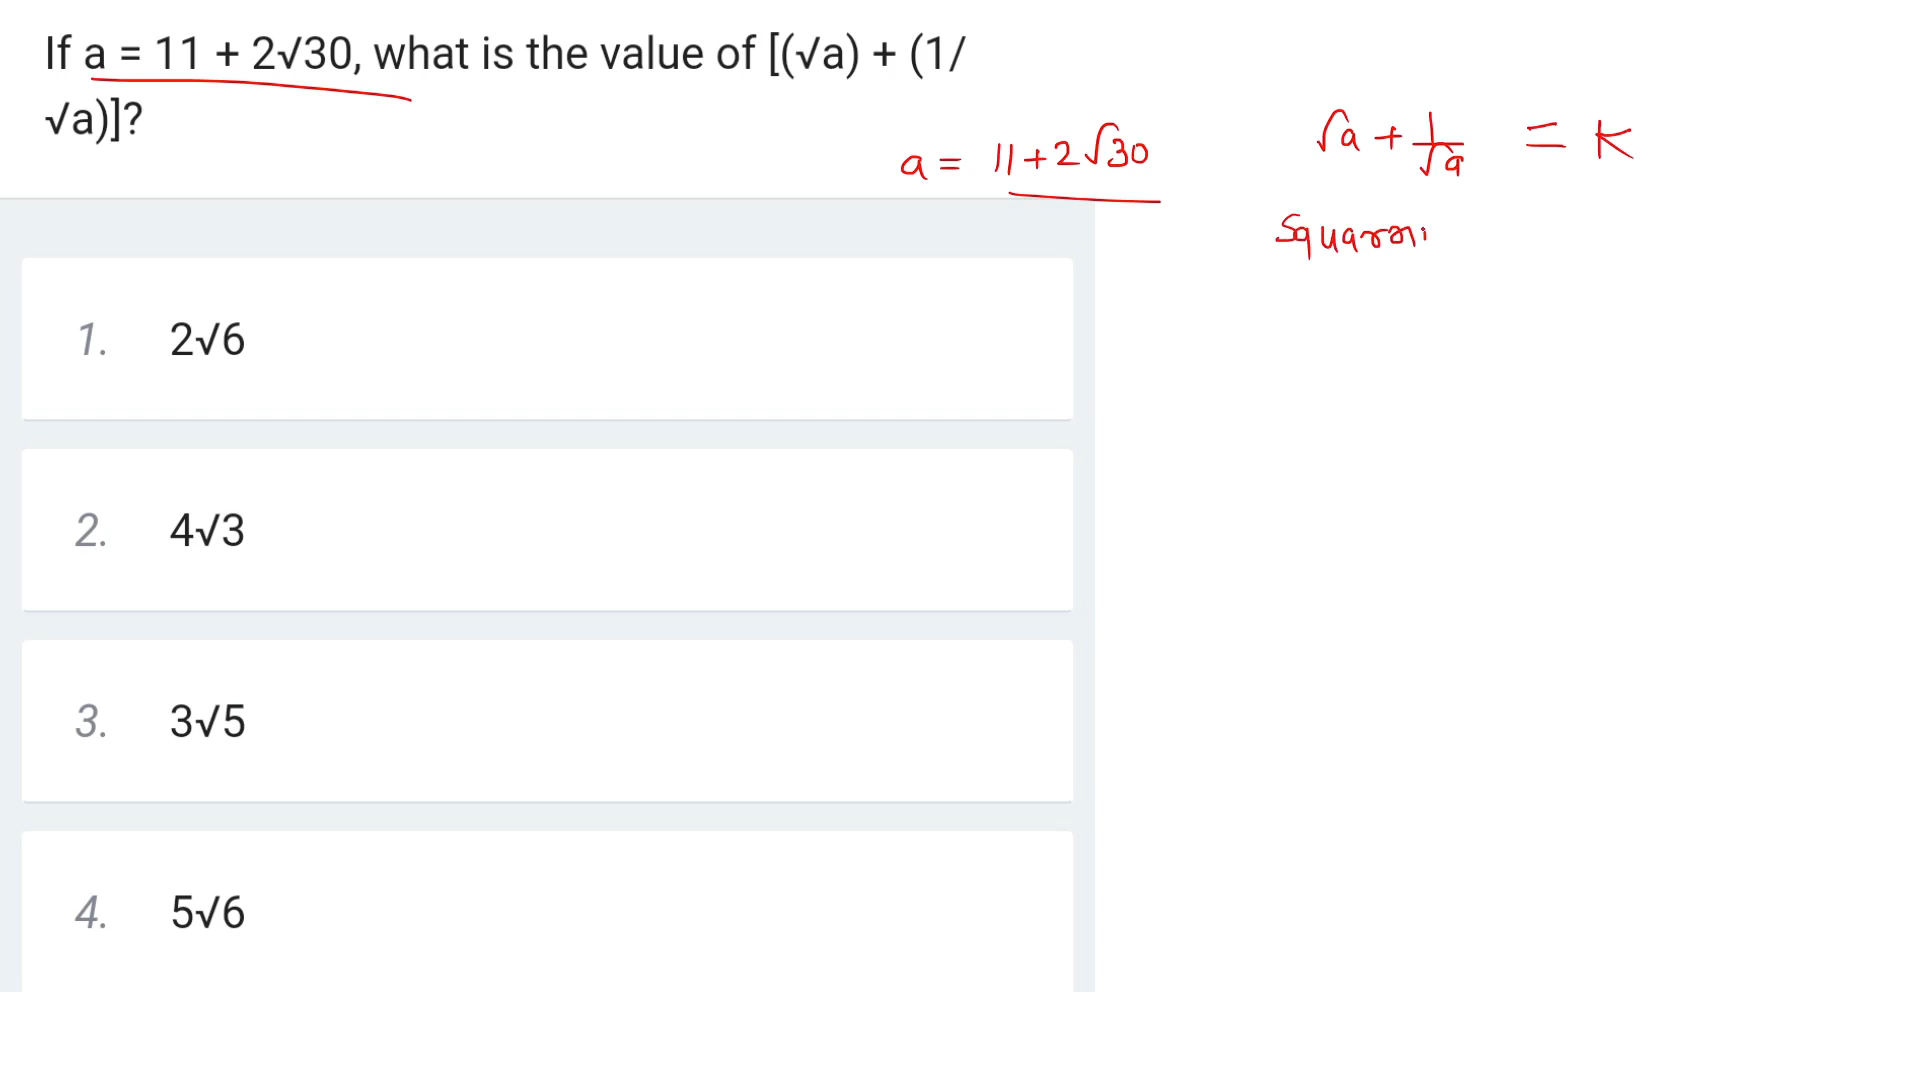 If a = 11 + 2√30, what is the value of [(√a) + (1/
√a)]?
a = 11+2√30
√a + 1/√a = K
1. 2√6
2. 4√3
3. 3√5
4. 5√6